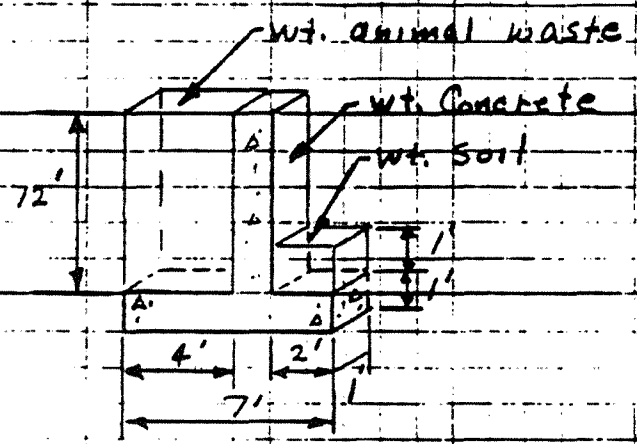 wt. animal waste
wt. Concrete
wt. soil
72'
1'
1'
4'
2'
1'
7'